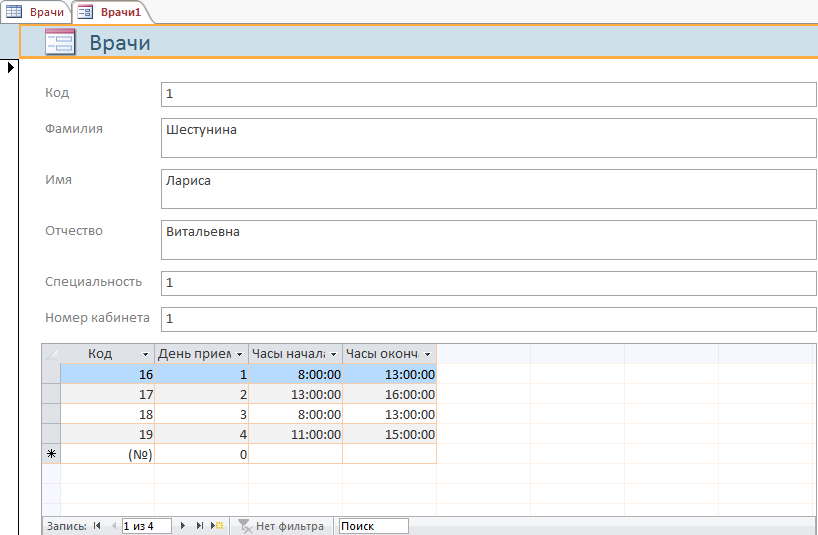 Врачи Врачи1
Врачи
Код 1
Фамилия Шестунина
Имя Лариса
Отчество Витальевна
Специальность 1
Номер кабинета 1
Код День прием Часы начала Часы оконч
16 1 8:00:00 13:00:00
17 2 13:00:00 16:00:00
18 3 8:00:00 13:00:00
19 4 11:00:00 15:00:00
(№) 0
Запись: 1 из 4 Нет фильтра Поиск